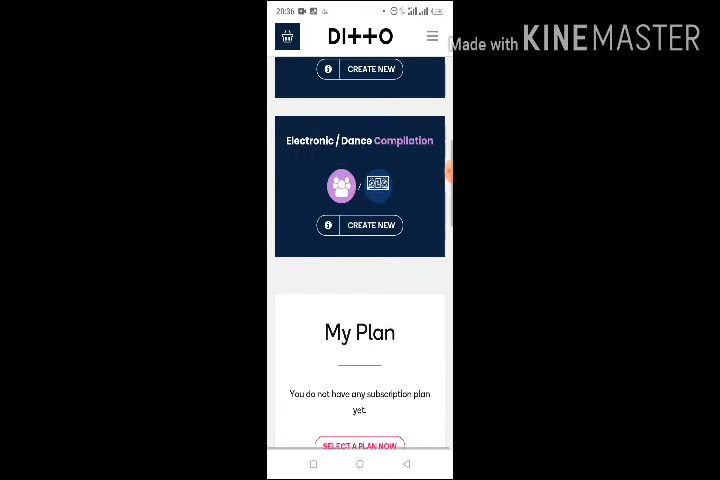 20:36
DITTO
Made with KINEMASTER
CREATE NEW
Electronic / Dance Compilation
/
CREATE NEW
My Plan
You do not have any subscription plan
yet.
SELECT A PLAN NOW